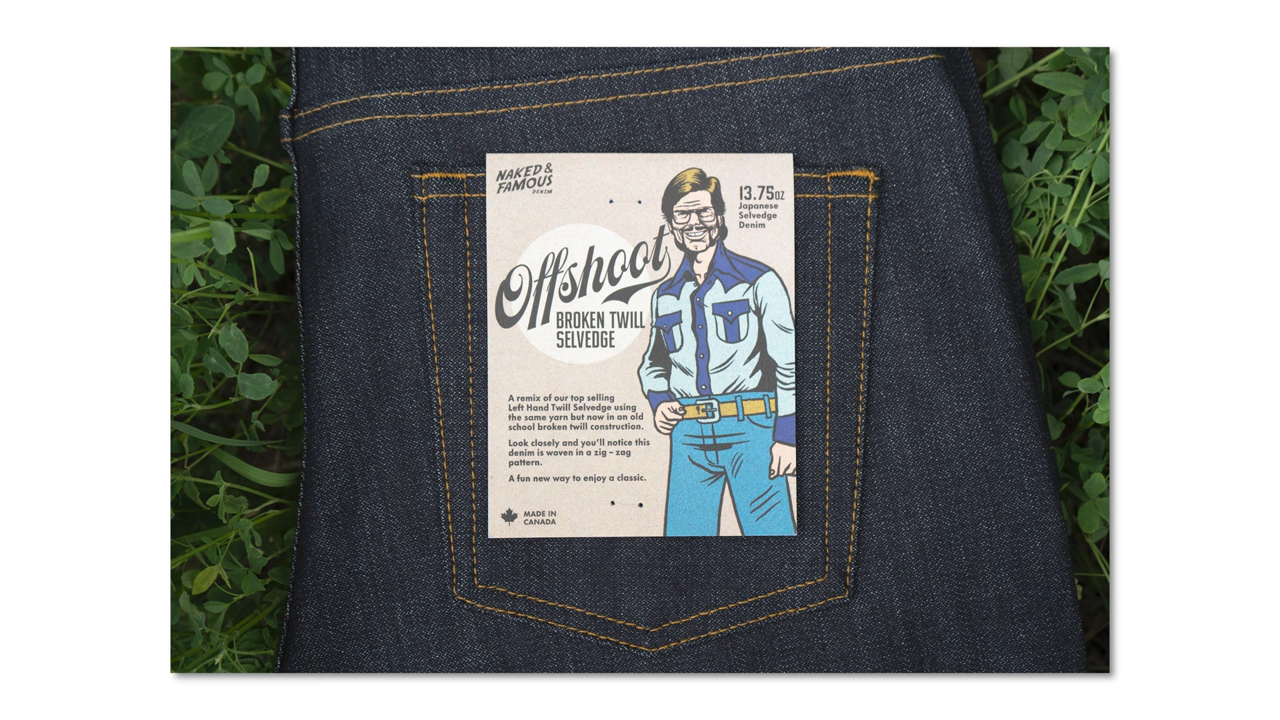 NAKED &
FAMOUS
DENIM
13.75oz
Japanese
Selvedge
Denim
Offshoot
BROKEN TWILL
SELVEDGE
A remix of our top selling
Left Hand Twill Selvedge using
the same yarn but now in an old
school broken twill construction.
Look closely and you'll notice this
denim is woven in a zig – zag
pattern.
A fun new way to enjoy a classic.
MADE IN
CANADA